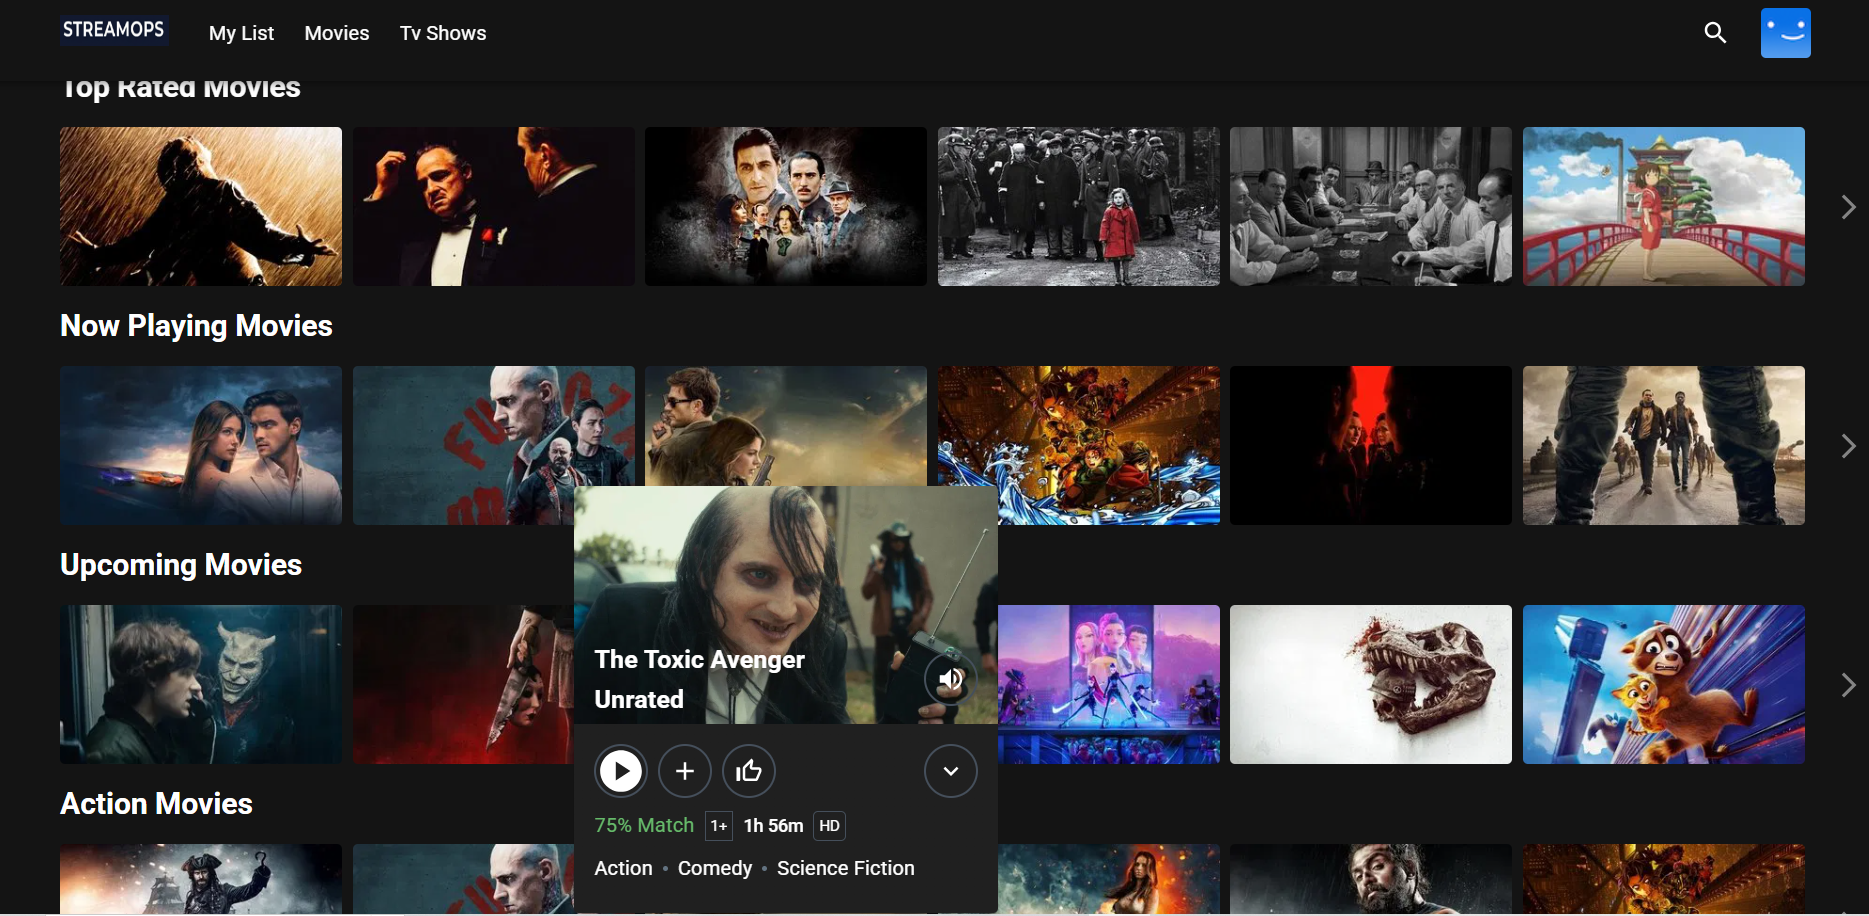 STREAMOPS
My List
Movies
Tv Shows
Top Rated Movies
Now Playing Movies
Upcoming Movies
The Toxic Avenger
Unrated
75% Match
1+
1h 56m
HD
Action • Comedy • Science Fiction
Action Movies